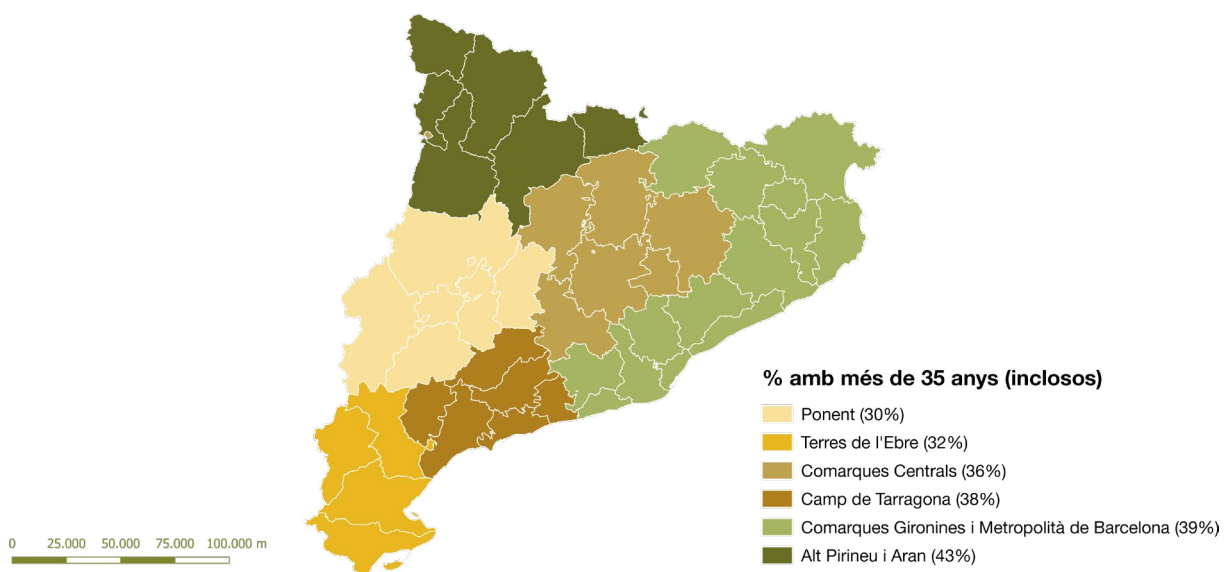 % amb més de 35 anys (inclosos)
Ponent (30%)
Terres de l'Ebre (32%)
Comarques Centrals (36%)
Camp de Tarragona (38%)
Comarques Gironines i Metropolità de Barcelona (39%)
Alt Pirineu i Aran (43%)
0 25.000 50.000 75.000 100.000 m